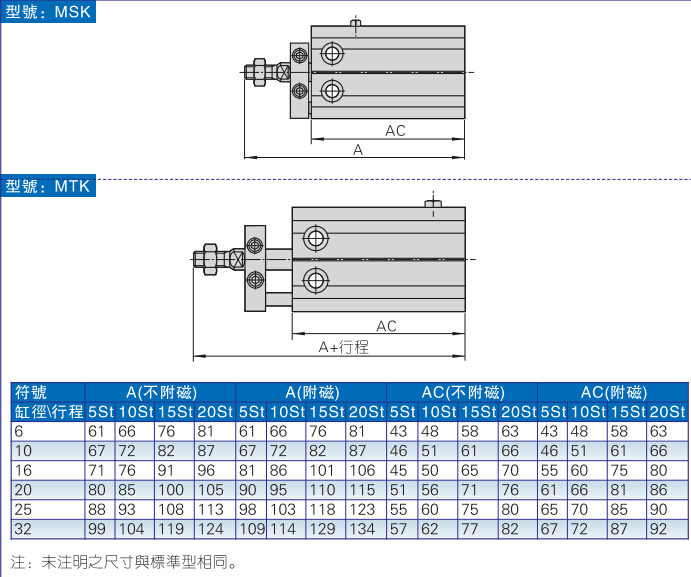 型號：MSK
AC
A
型號：MTK
AC
A+行程
符號 A(不附磁) A(附磁) AC(不附磁) AC(附磁)
缸徑\行程 5St 10St 15St 20St 5St 10St 15St 20St 5St 10St 15St 20St 5St 10St 15St 20St
6 61 66 76 81 61 66 76 81 43 48 58 63 43 48 58 63
10 67 72 82 87 67 72 82 87 46 51 61 66 46 51 61 66
16 71 76 91 96 81 86 101 106 45 50 65 70 55 60 75 80
20 80 85 100 105 90 95 110 115 51 56 71 76 61 66 81 86
25 88 93 108 113 98 103 118 123 55 60 75 80 65 70 85 90
32 99 104 119 124 109 114 129 134 57 62 77 82 67 72 87 92
注：未注明之尺寸與標準型相同。